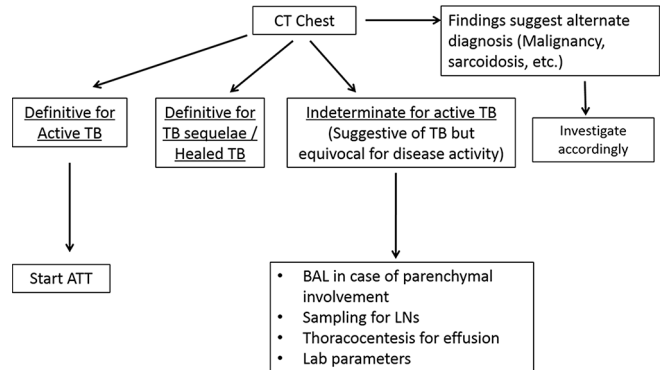 CT Chest
Findings suggest alternate
diagnosis (Malignancy,
sarcoidosis, etc.)
Definitive for
Active TB
Definitive for
TB sequelae /
Healed TB
Indeterminate for active TB
(Suggestive of TB but
equivocal for disease activity)
Investigate
accordingly
Start ATT
• BAL in case of parenchymal
involvement
• Sampling for LNs
• Thoracocentesis for effusion
• Lab parameters